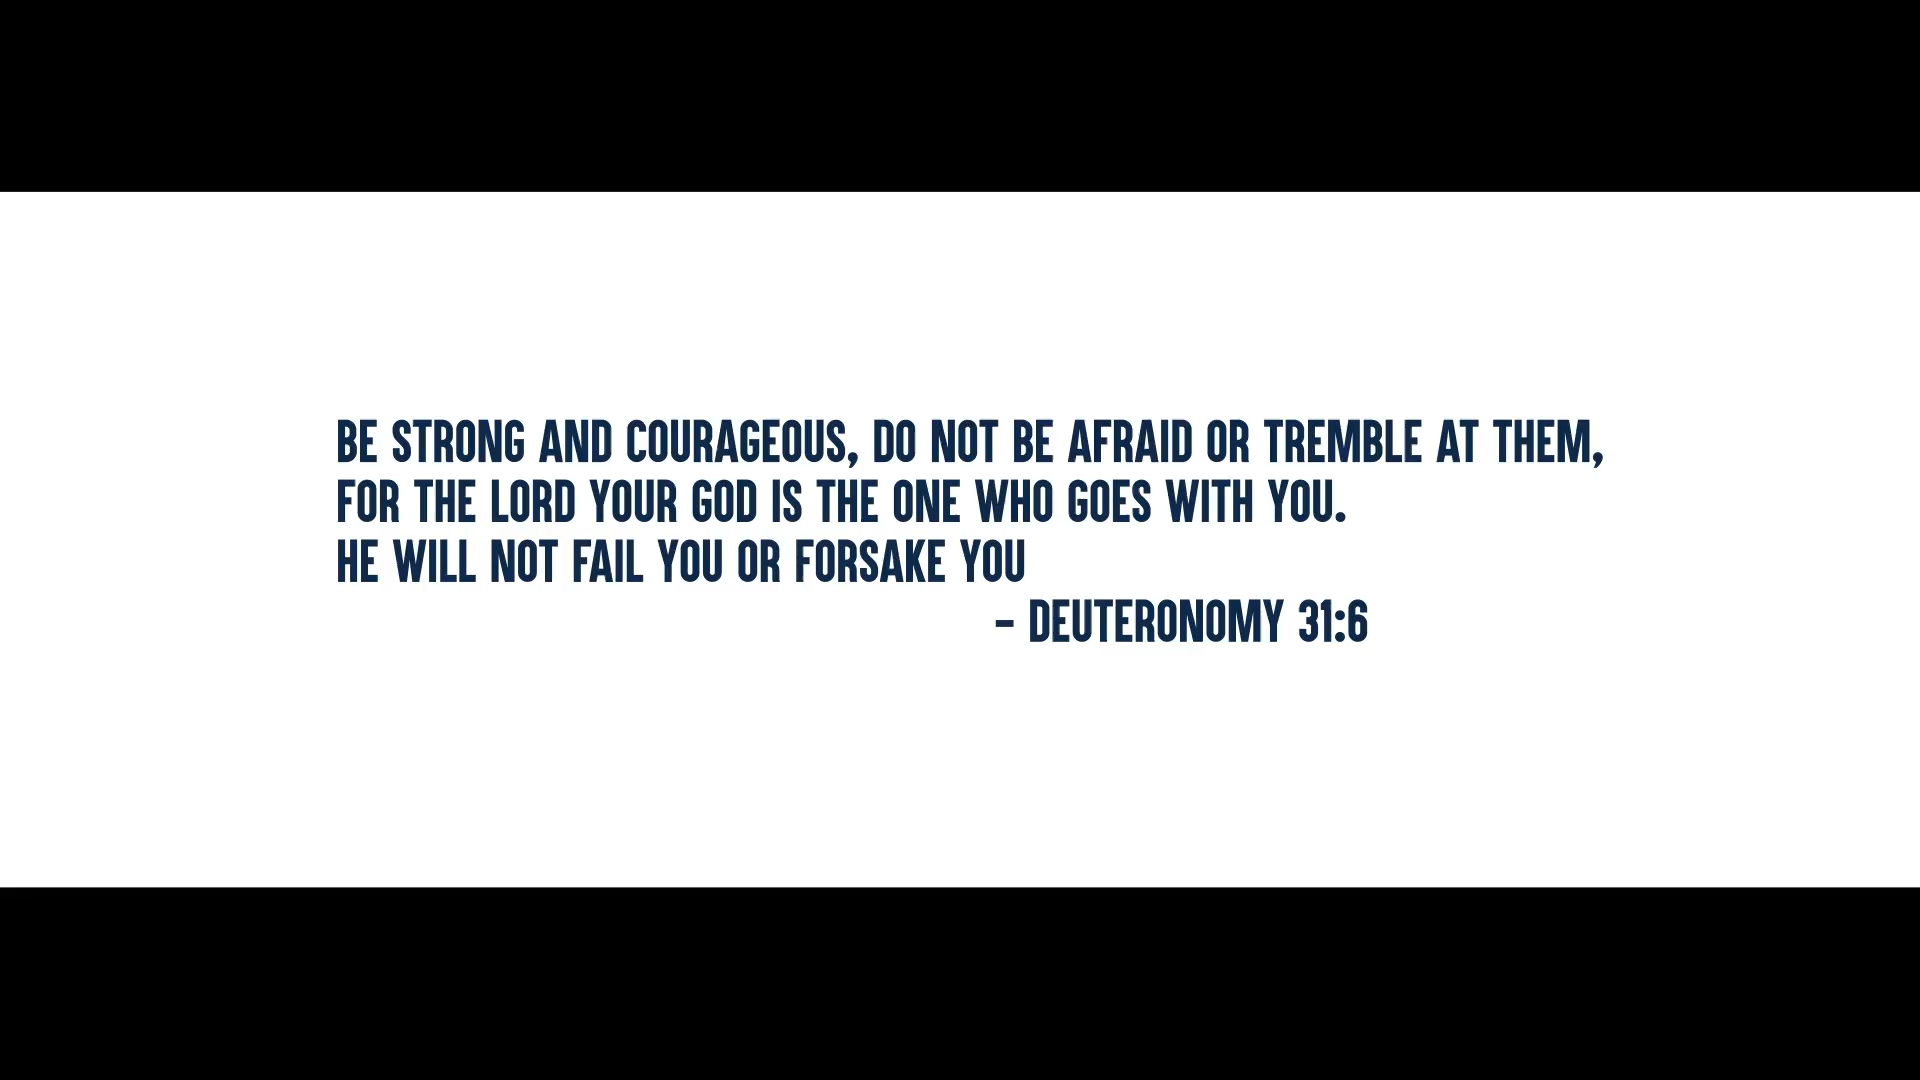 BE STRONG AND COURAGEOUS, DO NOT BE AFRAID OR TREMBLE AT THEM,
FOR THE LORD YOUR GOD IS THE ONE WHO GOES WITH YOU.
HE WILL NOT FAIL YOU OR FORSAKE YOU
- DEUTERONOMY 31:6